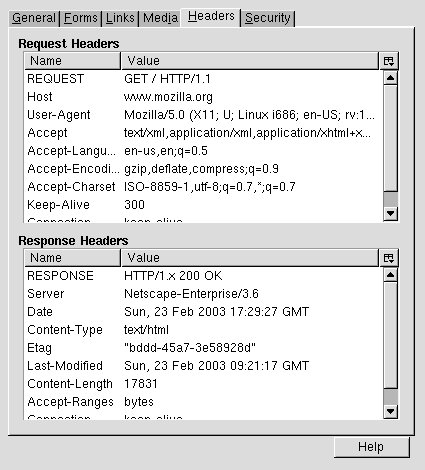 General Forms Links Media Headers Security
Request Headers
Name Value
REQUEST GET / HTTP/1.1
Host www.mozilla.org
User-Agent Mozilla/5.0 (X11; U; Linux i686; en-US; rv:1...
Accept text/xml,application/xml,application/xhtml+x...
Accept-Langu... en-us,en;q=0.5
Accept-Encodi... gzip,deflate,compress;q=0.9
Accept-Charset ISO-8859-1,utf-8;q=0.7,*;q=0.7
Keep-Alive 300
Connection keep-alive
Response Headers
Name Value
RESPONSE HTTP/1.x 200 OK
Server Netscape-Enterprise/3.6
Date Sun, 23 Feb 2003 17:29:27 GMT
Content-Type text/html
Etag "bddd-45a7-3e58928d"
Last-Modified Sun, 23 Feb 2003 09:21:17 GMT
Content-Length 17831
Accept-Ranges bytes
Connection keep-alive
Help